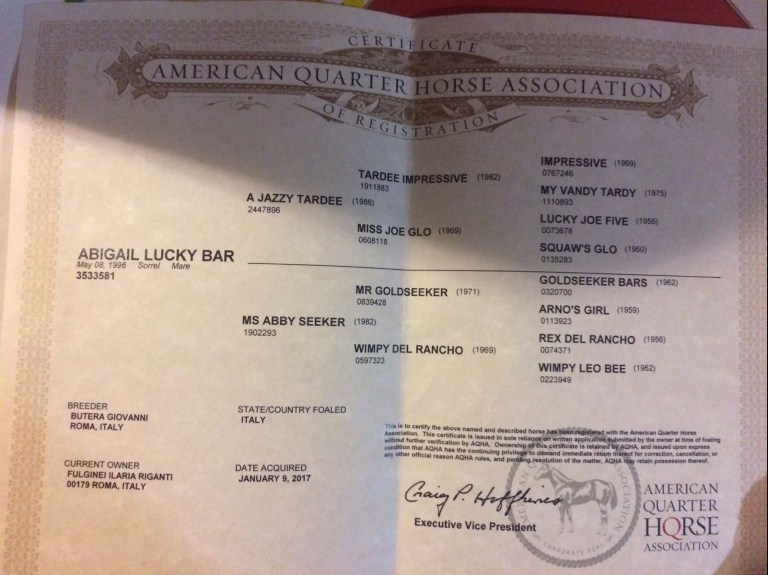 CERTIFICATE
AMERICAN QUARTER HORSE ASSOCIATION
OF REGISTRATION
IMPRESSIVE (1969)
0767246
TARDEE IMPRESSIVE (1982)
1911883
MY VANDY TARDY (1975)
1110893
A JAZZY TARDEE (1986)
2447896
LUCKY JOE FIVE (1956)
0073678
MISS JOE GLO (1969)
0608118
SQUAW'S GLO (1960)
0135283
ABIGAIL LUCKY BAR
May 08, 1996 Sorrel Mare
3533581
GOLDSEEKER BARS (1962)
0320700
MR GOLDSEEKER (1971)
0839428
ARNO'S GIRL (1959)
0113923
MS ABBY SEEKER (1982)
1902293
REX DEL RANCHO (1956)
0074371
WIMPY DEL RANCHO (1969)
0597323
WIMPY LEO BEE (1962)
0223949
BREEDER
BUTERA GIOVANNI
ROMA, ITALY
STATE/COUNTRY FOALED
ITALY
CURRENT OWNER
FULGINEI ILARIA RIGANTI
00179 ROMA, ITALY
DATE ACQUIRED
JANUARY 9, 2017
This is to certify the above named and described horse has been registered with the American Quarter Horse
Association. This certificate is issued in sole reliance on written application submitted by the owner at time of foaling
without further verification by AQHA. Ownership of this certificate is retained by AQHA, and issued upon express
condition that AQHA has the continuing privilege to demand immediate return thereof for correction, cancellation, or
any other official reason AQHA rules, and pending resolution of the matter, AQHA may retain possession thereof.
Craig P. Huffhines
Executive Vice President
CORPORATE SEAL
AMERICAN
QUARTER
HORSE
ASSOCIATION